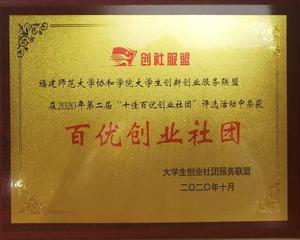 创社服盟
福建师范大学协和学院大学生创新创业服务联盟
在2020年第二届“十佳百优创业社团”评选活动中荣获
百优创业社团
大学生创业社团服务联盟
二〇二〇年十月